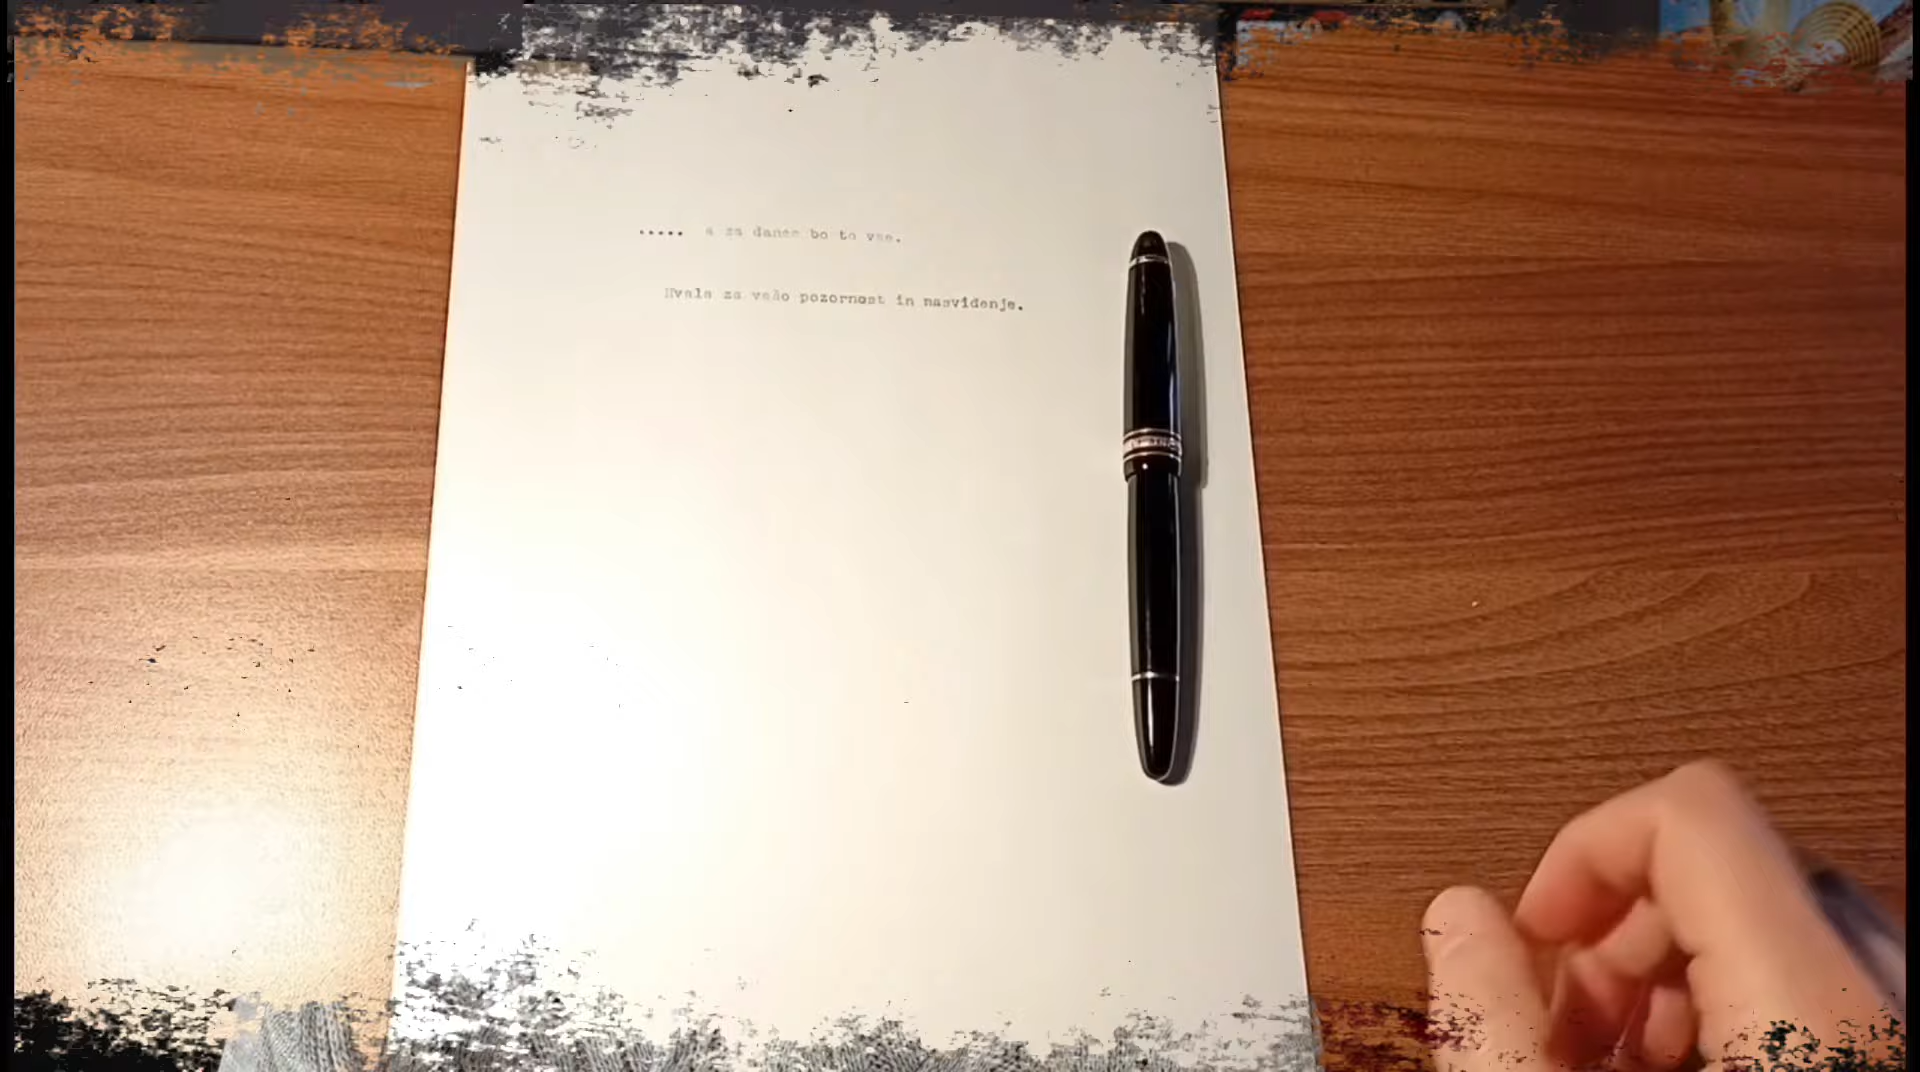 ..... a za danes bo to vse.
Hvala za vašo pozornost in nasvidenje.